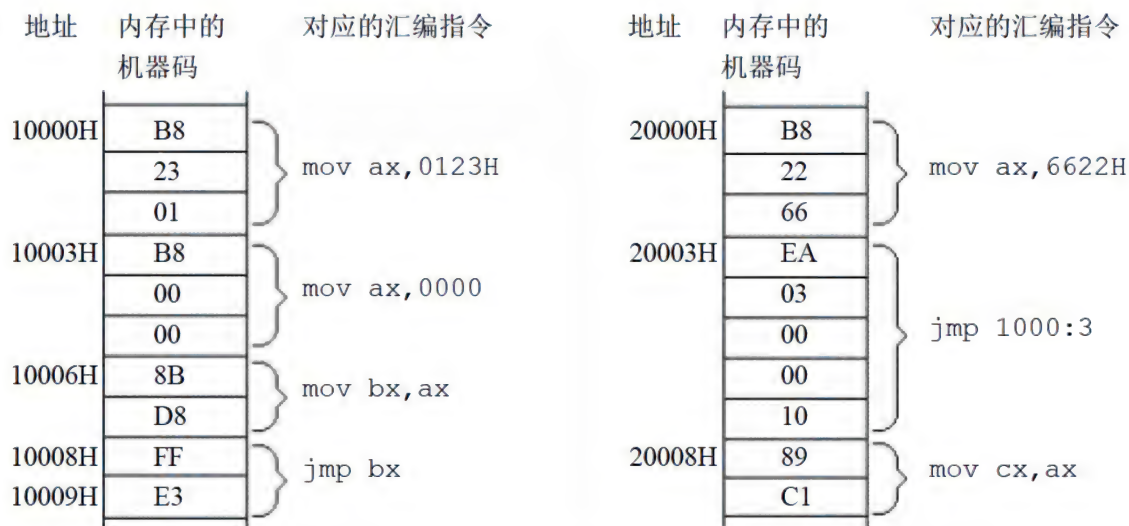 地址 内存中的 对应的汇编指令
机器码
10000H B8
23 mov ax,0123H
01
10003H B8
00 mov ax,0000
00
10006H 8B
mov bx,ax
D8
10008H FF
jmp bx
10009H E3
地址 内存中的 对应的汇编指令
机器码
20000H B8
22 mov ax,6622H
66
20003H EA
03
00 jmp 1000:3
00
10
20008H 89
mov cx,ax
C1